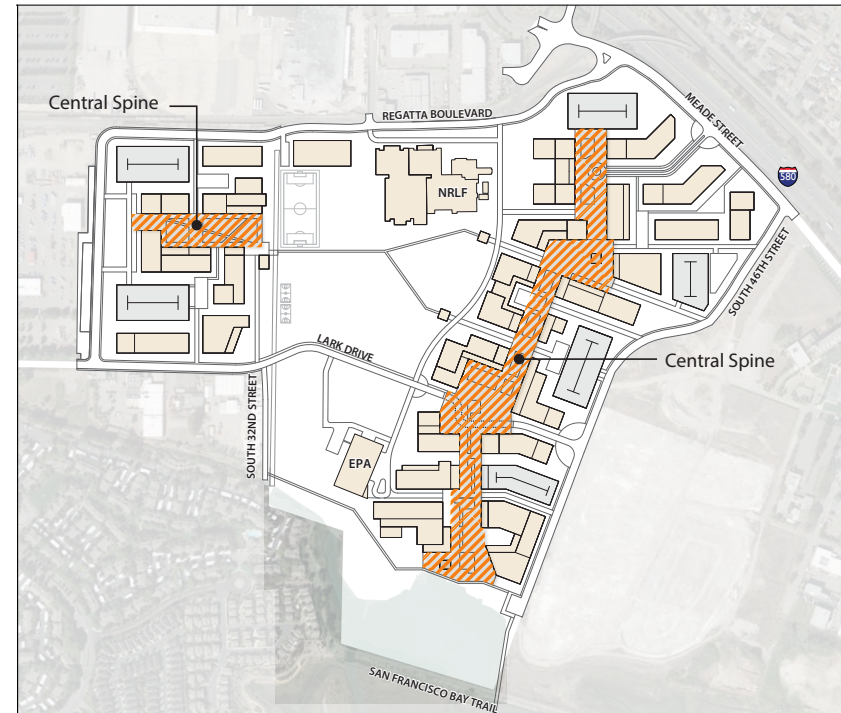 Central Spine
REGATTA BOULEVARD
MEADE STREET
580
NRLF
SOUTH 46TH STREET
LARK DRIVE
Central Spine
SOUTH 32ND STREET
EPA
SAN FRANCISCO BAY TRAIL